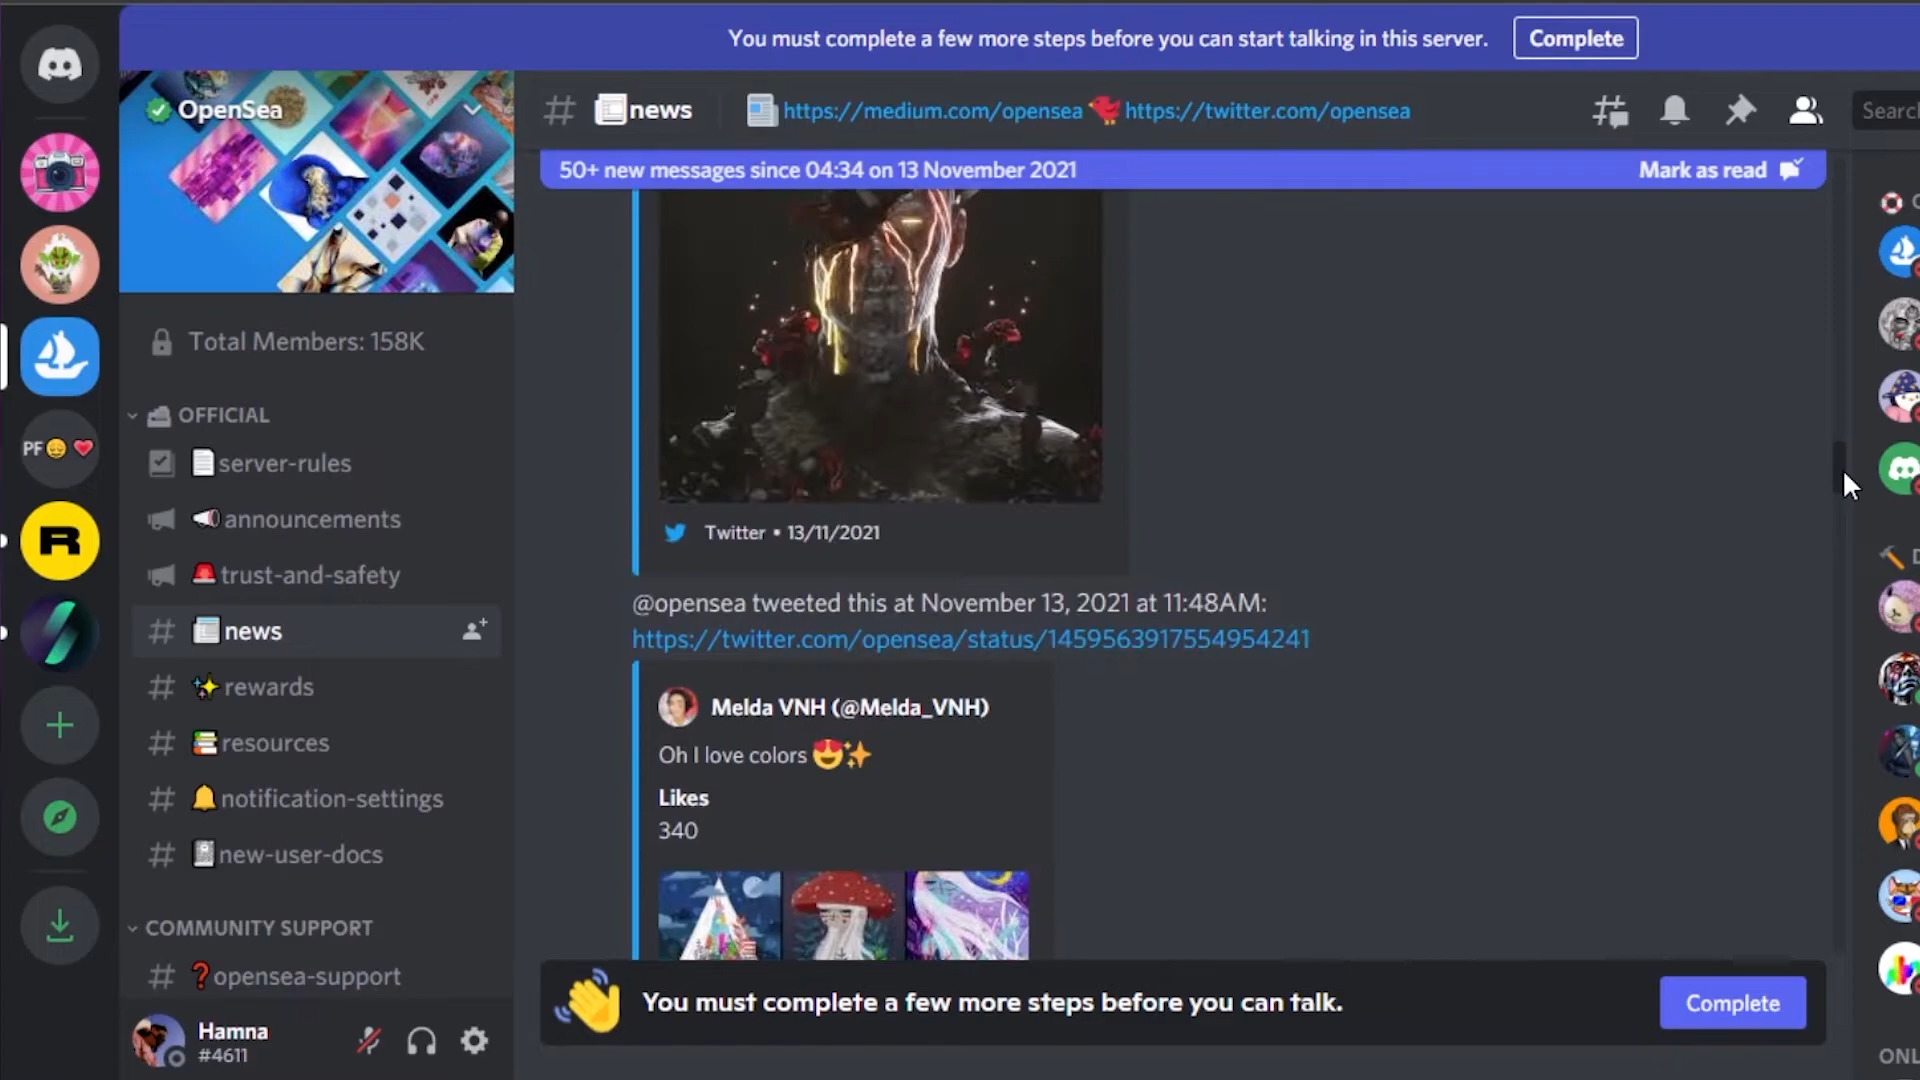 You must complete a few more steps before you can start talking in this server.
Complete
OpenSea
news
https://medium.com/opensea
https://twitter.com/opensea
Search
50+ new messages since 04:34 on 13 November 2021
Mark as read
Total Members: 158K
OFFICIAL
server-rules
announcements
trust-and-safety
news
rewards
resources
notification-settings
new-user-docs
COMMUNITY SUPPORT
opensea-support
PF
R
Hamna
#4611
Twitter • 13/11/2021
@opensea tweeted this at November 13, 2021 at 11:48AM:
https://twitter.com/opensea/status/1459563917554954241
Melda VNH (@Melda_VNH)
Oh I love colors 😍✨
Likes
340
You must complete a few more steps before you can talk.
Complete
ONL